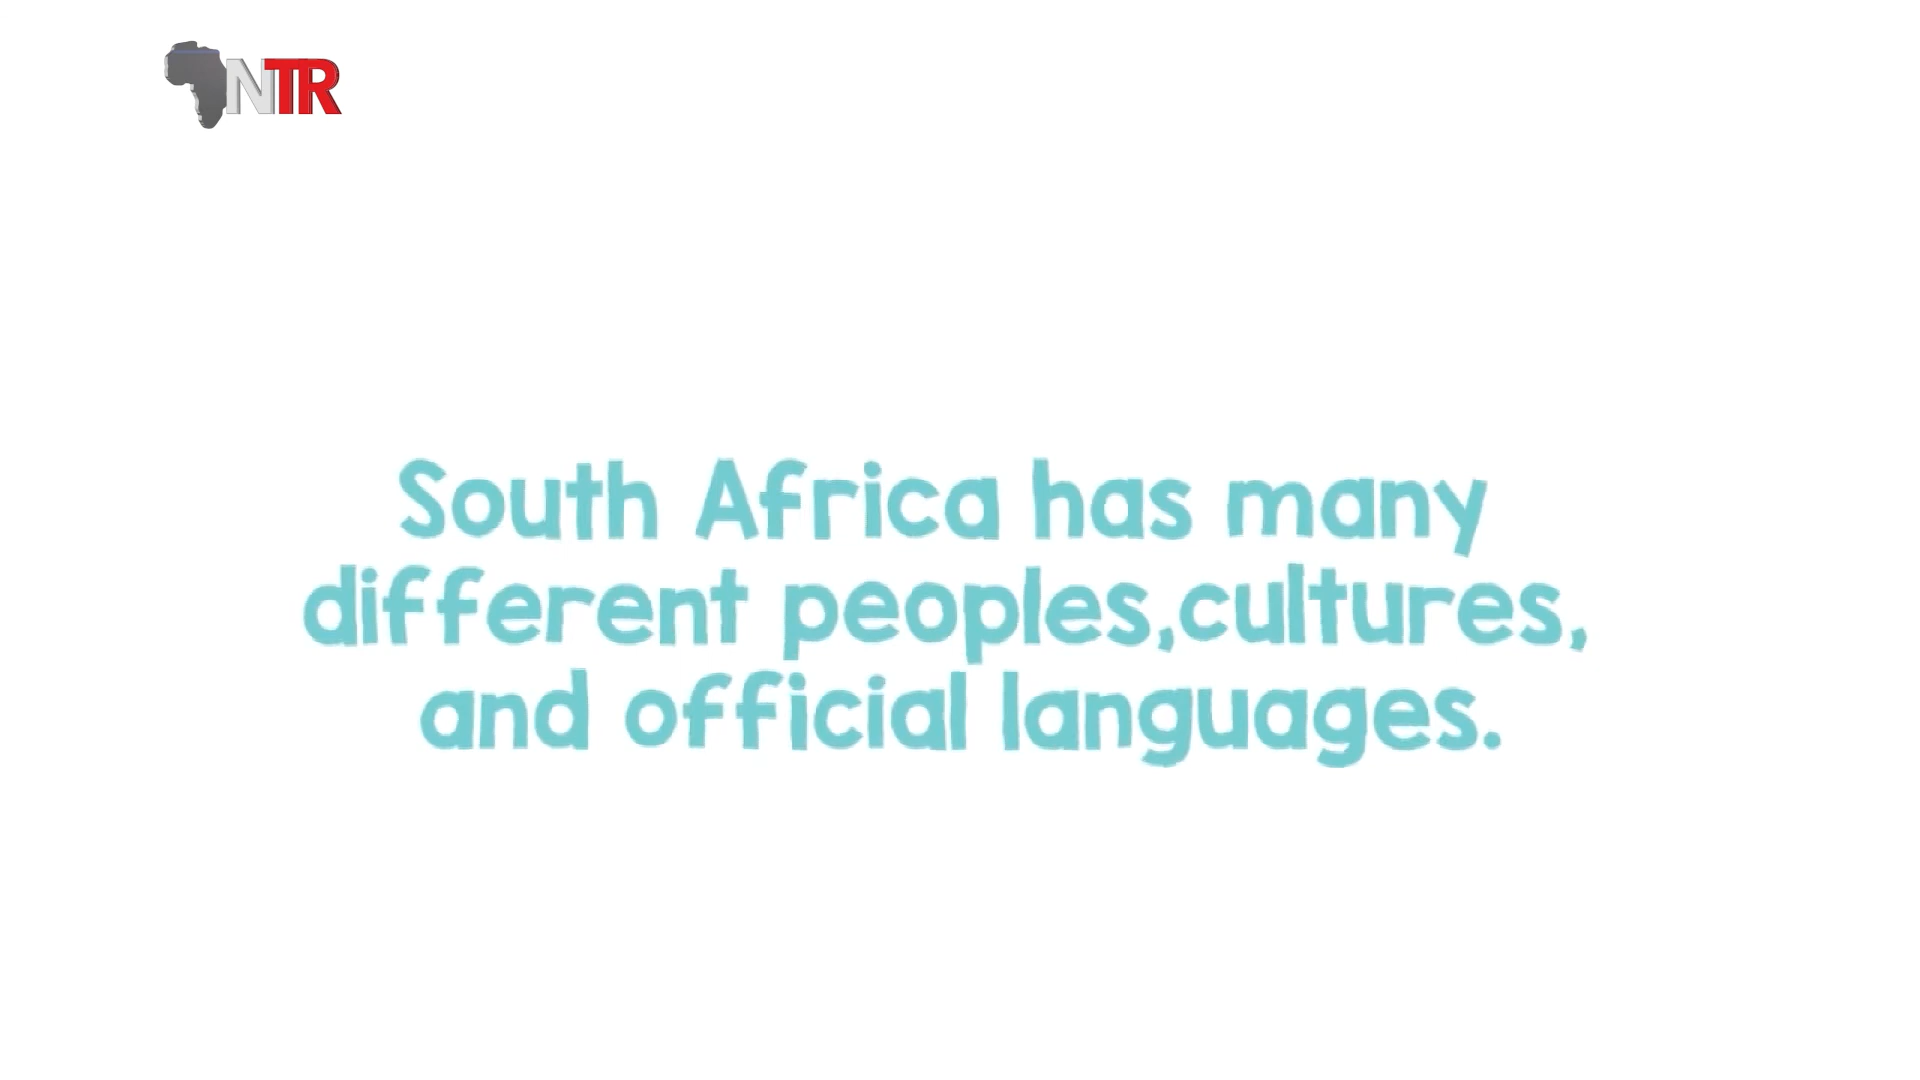 NTR
South Africa has many
different peoples,cultures,
and official languages.